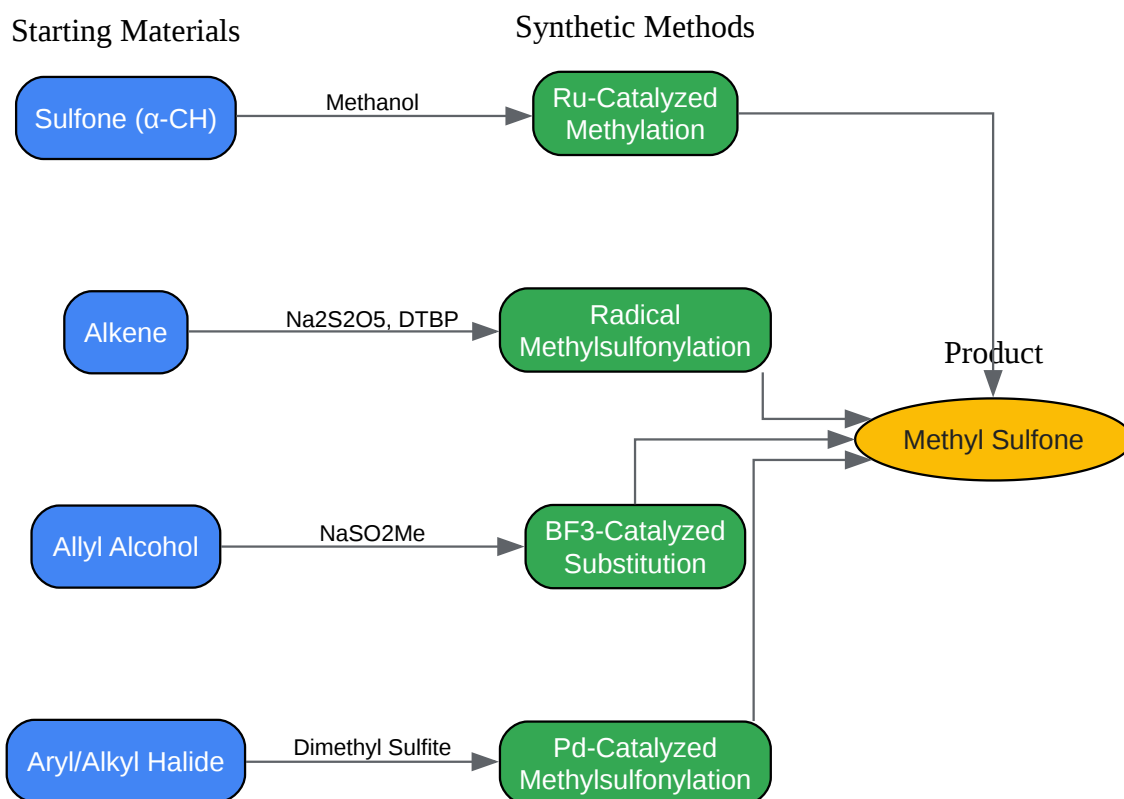 Starting Materials
Synthetic Methods
Sulfone (α-CH)
Methanol
Ru-Catalyzed
Methylation
Alkene
Na2S2O5, DTBP
Radical
Methylsulfonylation
Product
Methyl Sulfone
Allyl Alcohol
NaSO2Me
BF3-Catalyzed
Substitution
Aryl/Alkyl Halide
Dimethyl Sulfite
Pd-Catalyzed
Methylsulfonylation